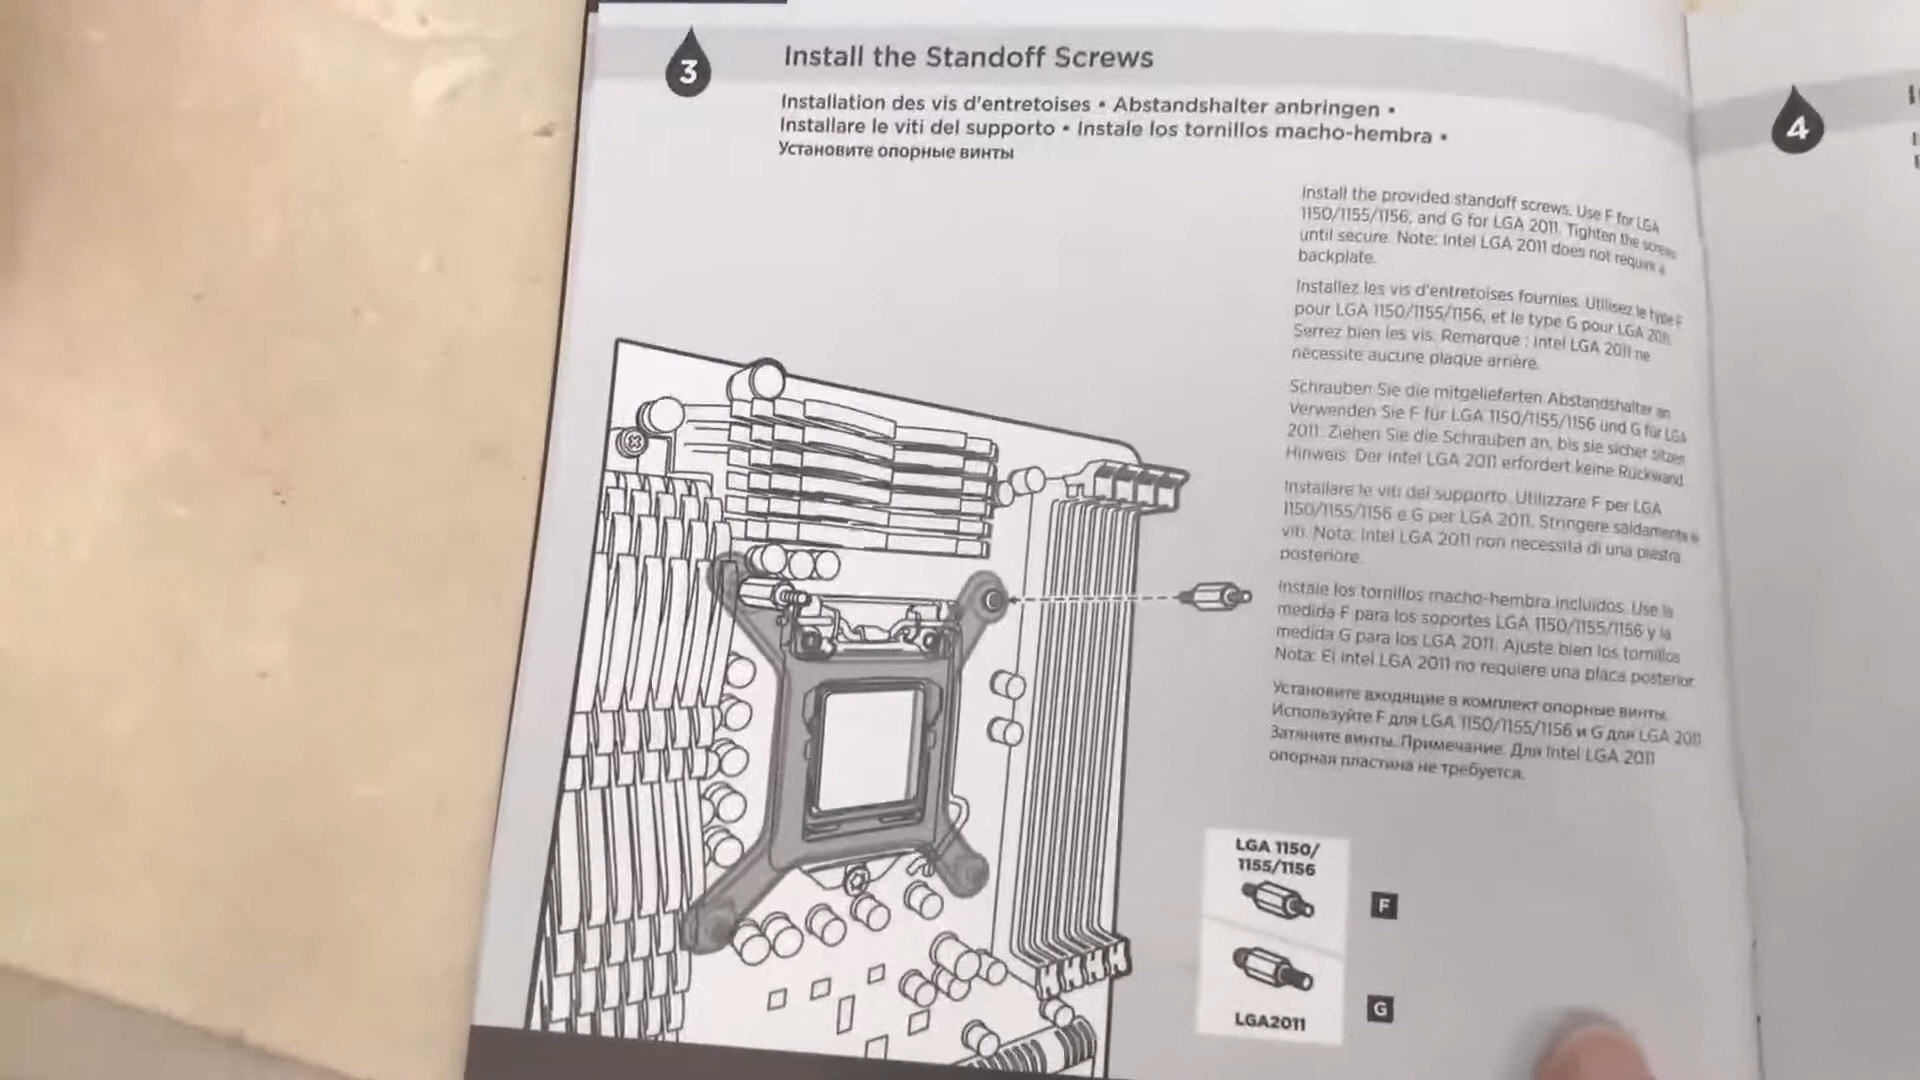 3
Install the Standoff Screws
Installation des vis d'entretoises • Abstandshalter anbringen •
Installare le viti del supporto • Instale los tornillos macho-hembra •
Установите опорные винты
Install the provided standoff screws. Use F for LGA
1150/1155/1156, and G for LGA 2011. Tighten the screws
until secure. Note: Intel LGA 2011 does not require a
backplate.
Installez les vis d'entretoises fournies. Utilisez le type F
pour LGA 1150/1155/1156, et le type G pour LGA 2011.
Serrez bien les vis. Remarque : Intel LGA 2011 ne
nécessite aucune plaque arrière.
Schrauben Sie die mitgelieferten Abstandshalter an.
Verwenden Sie F für LGA 1150/1155/1156 und G für LGA
2011. Ziehen Sie die Schrauben an, bis sie sicher sitzen.
Hinweis: Der Intel LGA 2011 erfordert keine Rückwand.
Installare le viti del supporto. Utilizzare F per LGA
1150/1155/1156 e G per LGA 2011. Stringere saldamente le
viti. Nota: Intel LGA 2011 non necessita di una piastra
posteriore.
Instale los tornillos macho-hembra incluidos. Use la
medida F para los soportes LGA 1150/1155/1156 y la
medida G para los LGA 2011. Ajuste bien los tornillos.
Nota: El Intel LGA 2011 no requiere una placa posterior.
Установите входящие в комплект опорные винты.
Используйте F для LGA 1150/1155/1156 и G для LGA 2011.
Затяните винты. Примечание. Для Intel LGA 2011
опорная пластина не требуется.
LGA 1150/
1155/1156
F
G
LGA2011
4